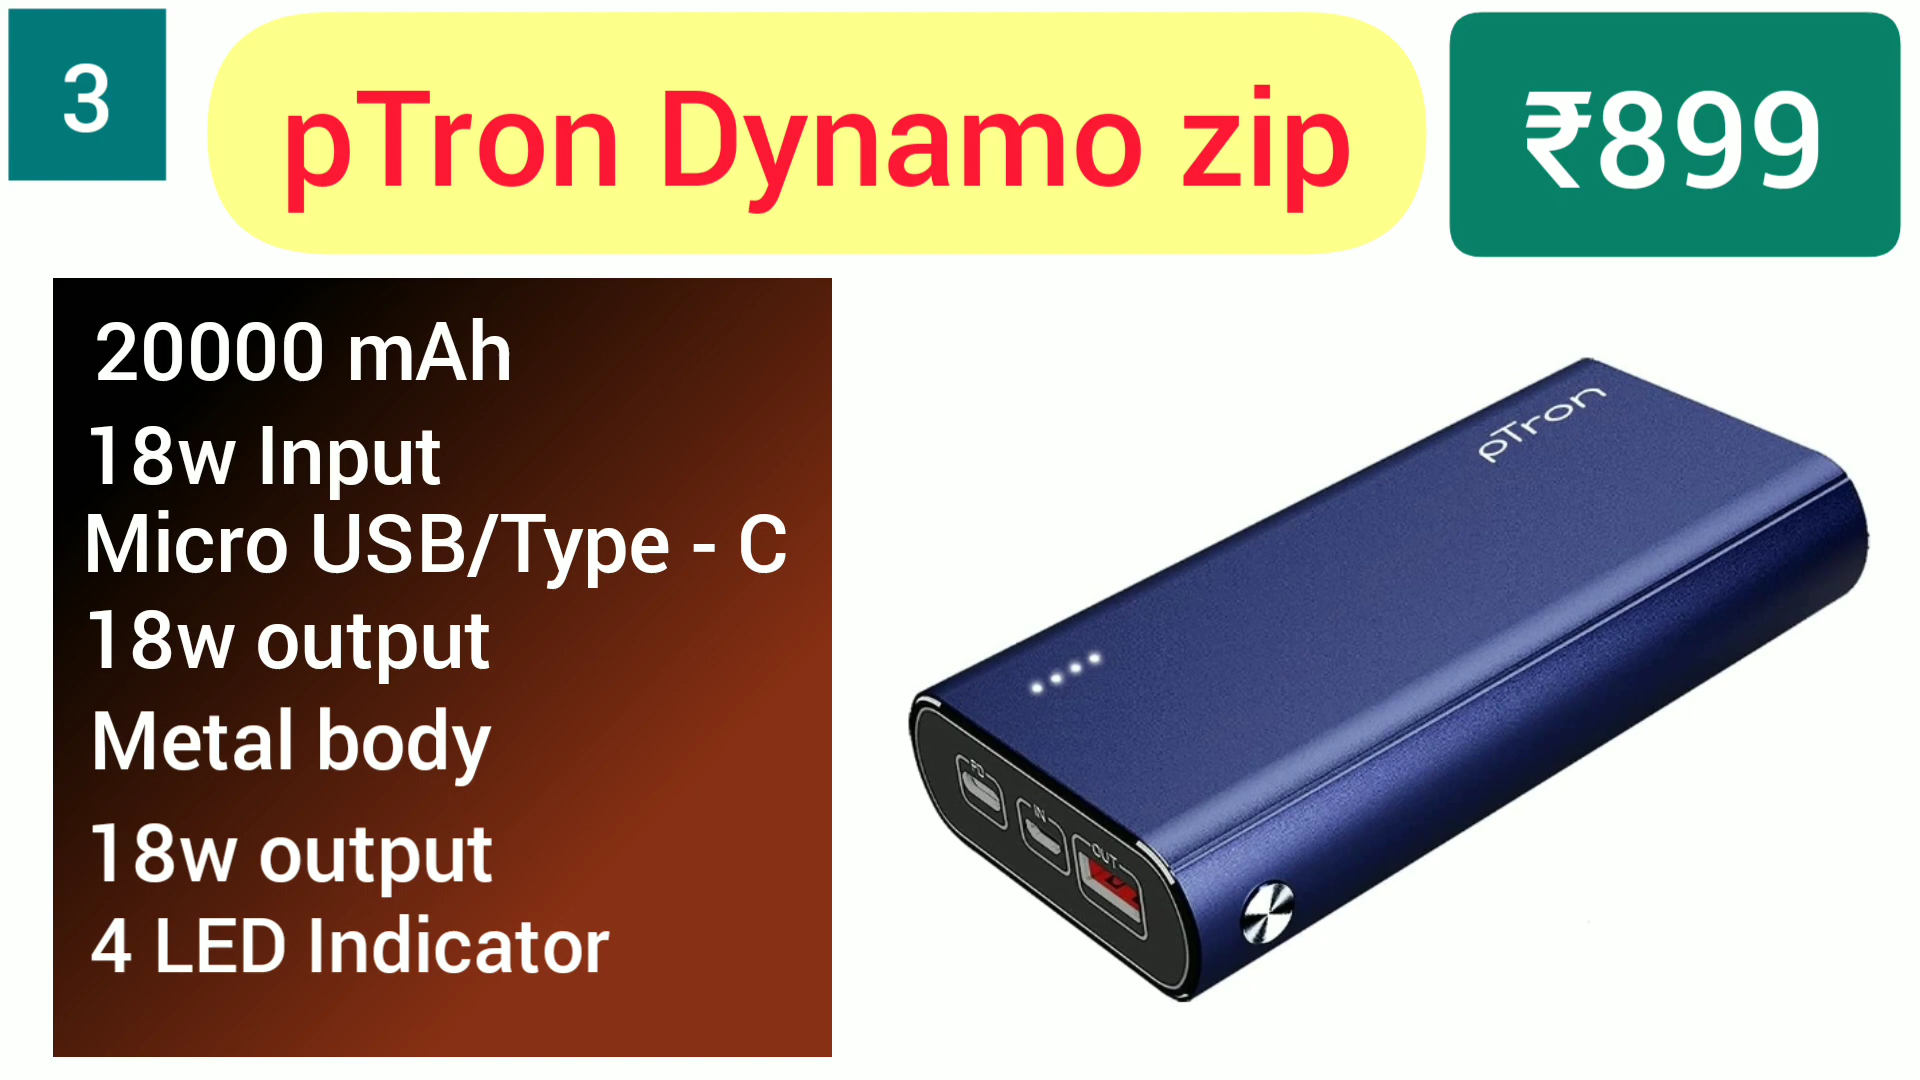 3
pTron Dynamo zip
₹899
20000 mAh
18w Input
Micro USB/Type - C
18w output
Metal body
18w output
4 LED Indicator
pTron
PD
IN
OUT